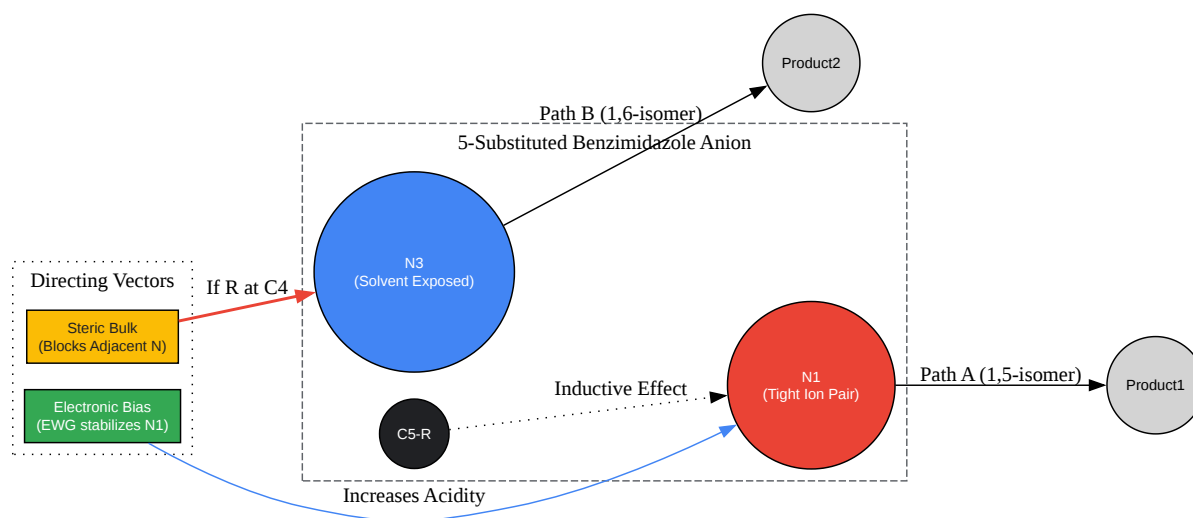 Product2
Path B (1,6-isomer)
5-Substituted Benzimidazole Anion
N3
(Solvent Exposed)
Directing Vectors
If R at C4
Steric Bulk
(Blocks Adjacent N)
Electronic Bias
(EWG stabilizes N1)
Inductive Effect
N1
(Tight Ion Pair)
Path A (1,5-isomer)
Product1
C5-R
Increases Acidity